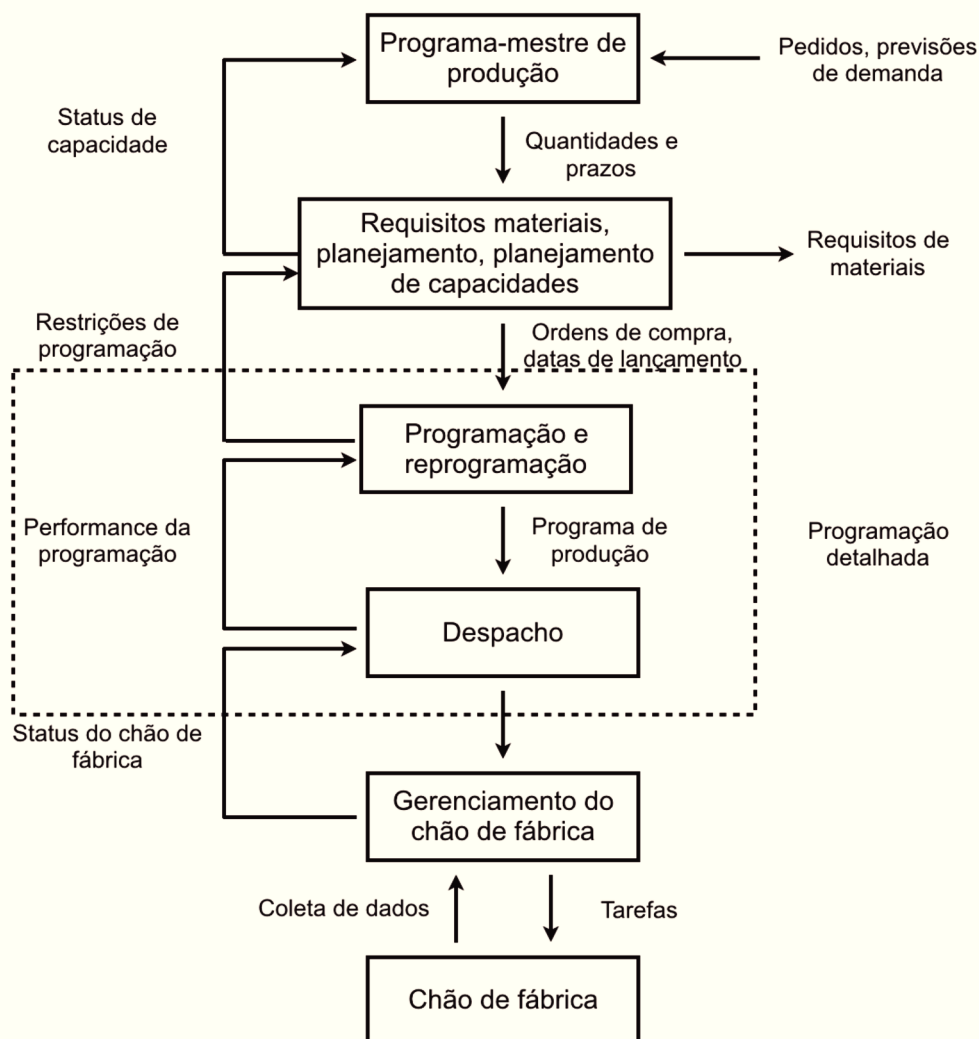 Programa-mestre de
produção
Pedidos, previsões
de demanda
Status de
capacidade
Quantidades e
prazos
Requisitos materiais,
planejamento, planejamento
de capacidades
Requisitos de
materiais
Restrições de
programação
Ordens de compra,
datas de lançamento
Programação e
reprogramação
Performance da
programação
Programa de
produção
Programação
detalhada
Despacho
Status do chão de
fábrica
Gerenciamento do
chão de fábrica
Coleta de dados
Tarefas
Chão de fábrica